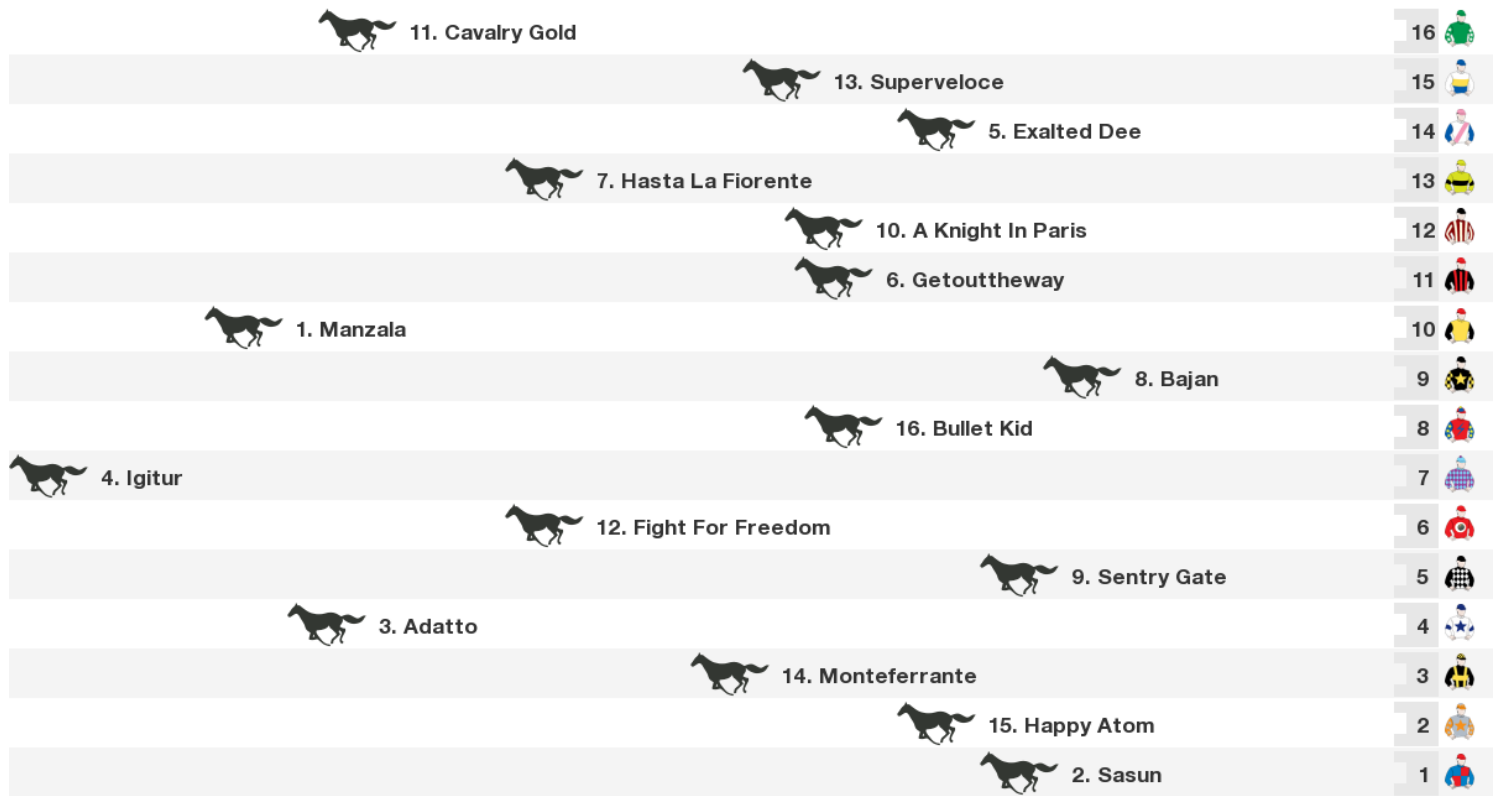 11. Cavalry Gold 16
13. Superveloce 15
5. Exalted Dee 14
7. Hasta La Fiorente 13
10. A Knight In Paris 12
6. Getouttheway 11
1. Manzala 10
8. Bajan 9
16. Bullet Kid 8
4. Igitur 7
12. Fight For Freedom 6
9. Sentry Gate 5
3. Adatto 4
14. Monteferrante 3
15. Happy Atom 2
2. Sasun 1